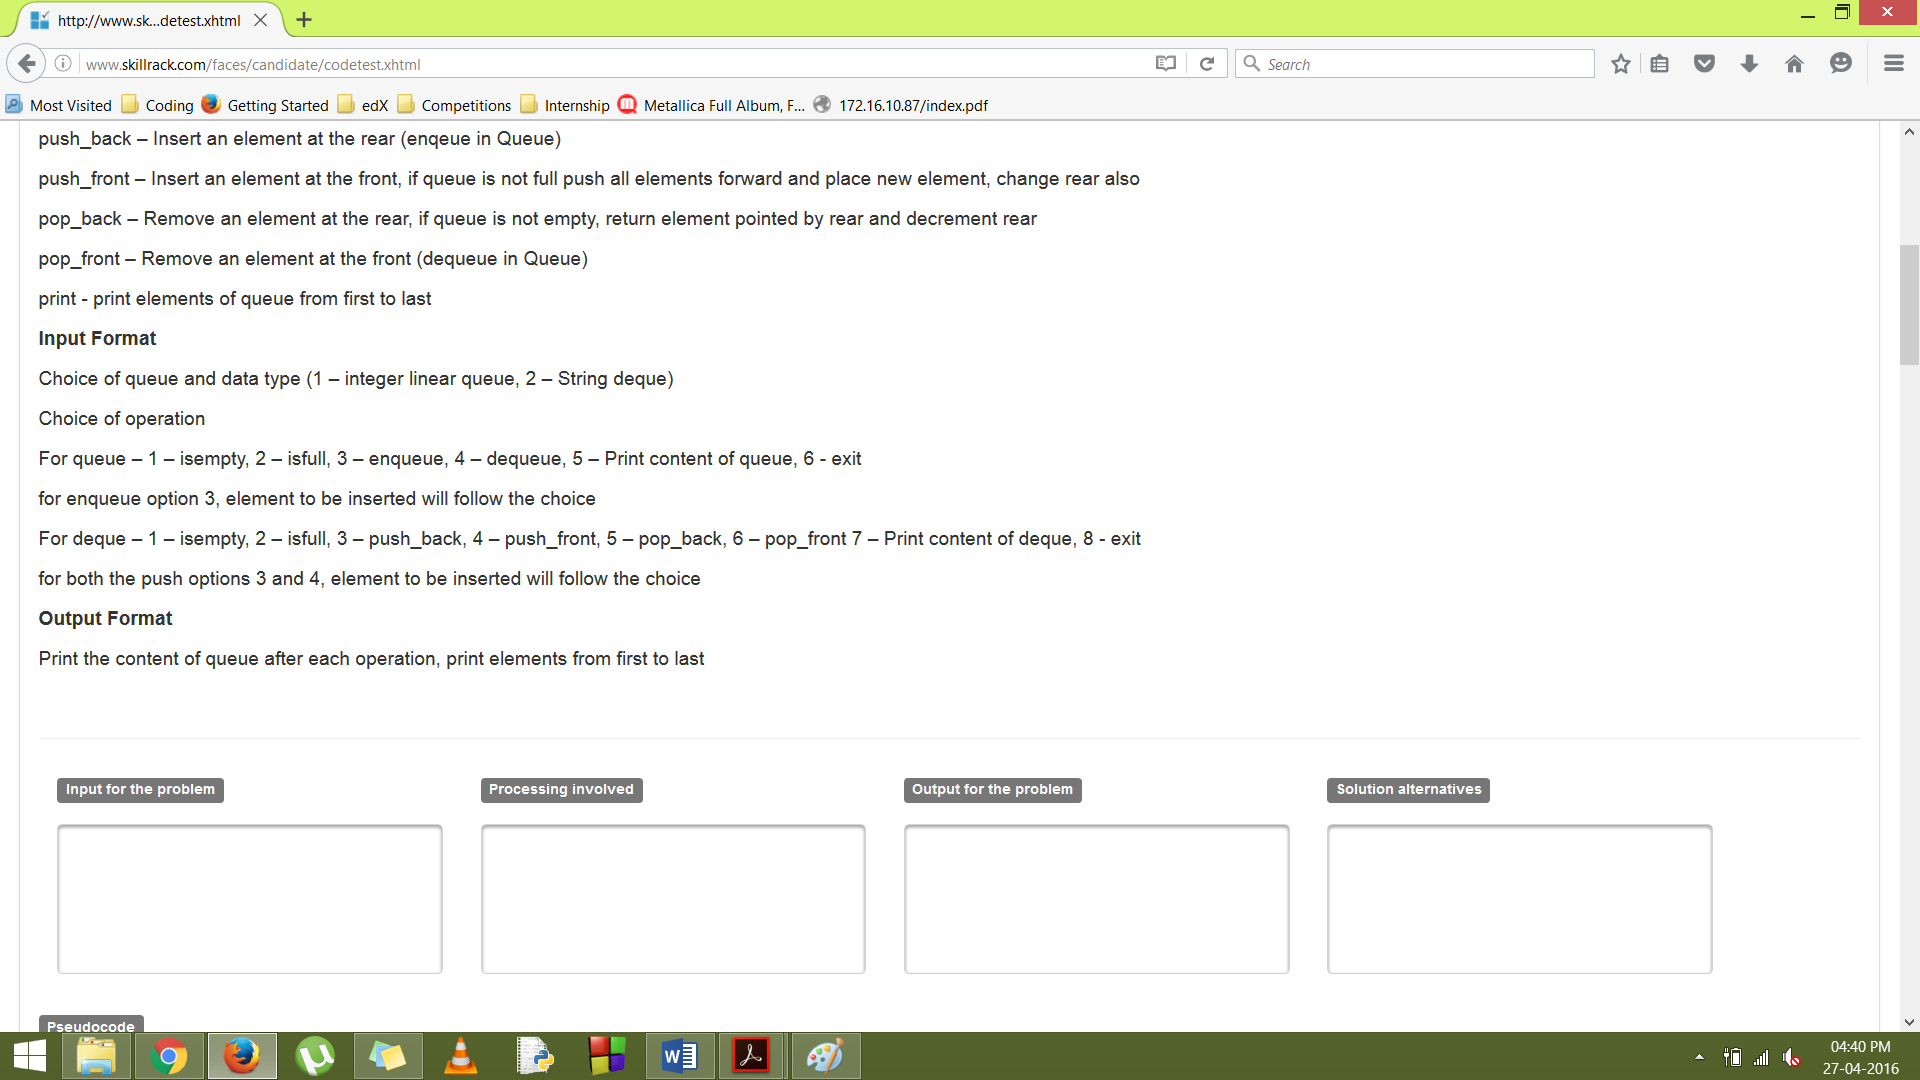 http://www.sk...detest.xhtml
www.skillrack.com/faces/candidate/codetest.xhtml
Search
Most Visited Coding Getting Started edX Competitions Internship Metallica Full Album, F... 172.16.10.87/index.pdf
push_back – Insert an element at the rear (enqeue in Queue)
push_front – Insert an element at the front, if queue is not full push all elements forward and place new element, change rear also
pop_back – Remove an element at the rear, if queue is not empty, return element pointed by rear and decrement rear
pop_front – Remove an element at the front (dequeue in Queue)
print - print elements of queue from first to last
Input Format
Choice of queue and data type (1 – integer linear queue, 2 – String deque)
Choice of operation
For queue – 1 – isempty, 2 – isfull, 3 – enqueue, 4 – dequeue, 5 – Print content of queue, 6 - exit
for enqueue option 3, element to be inserted will follow the choice
For deque – 1 – isempty, 2 – isfull, 3 – push_back, 4 – push_front, 5 – pop_back, 6 – pop_front 7 – Print content of deque, 8 - exit
for both the push options 3 and 4, element to be inserted will follow the choice
Output Format
Print the content of queue after each operation, print elements from first to last
Input for the problem Processing involved Output for the problem Solution alternatives
Pseudocode
04:40 PM
27-04-2016